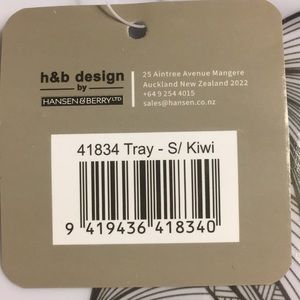 h&b design
by
HANSEN & BERRY LTD
25 Aintree Avenue Mangere
Auckland New Zealand 2022
+64 9 254 4015
sales@hansen.co.nz
41834 Tray - S/ Kiwi
9 419436 418340